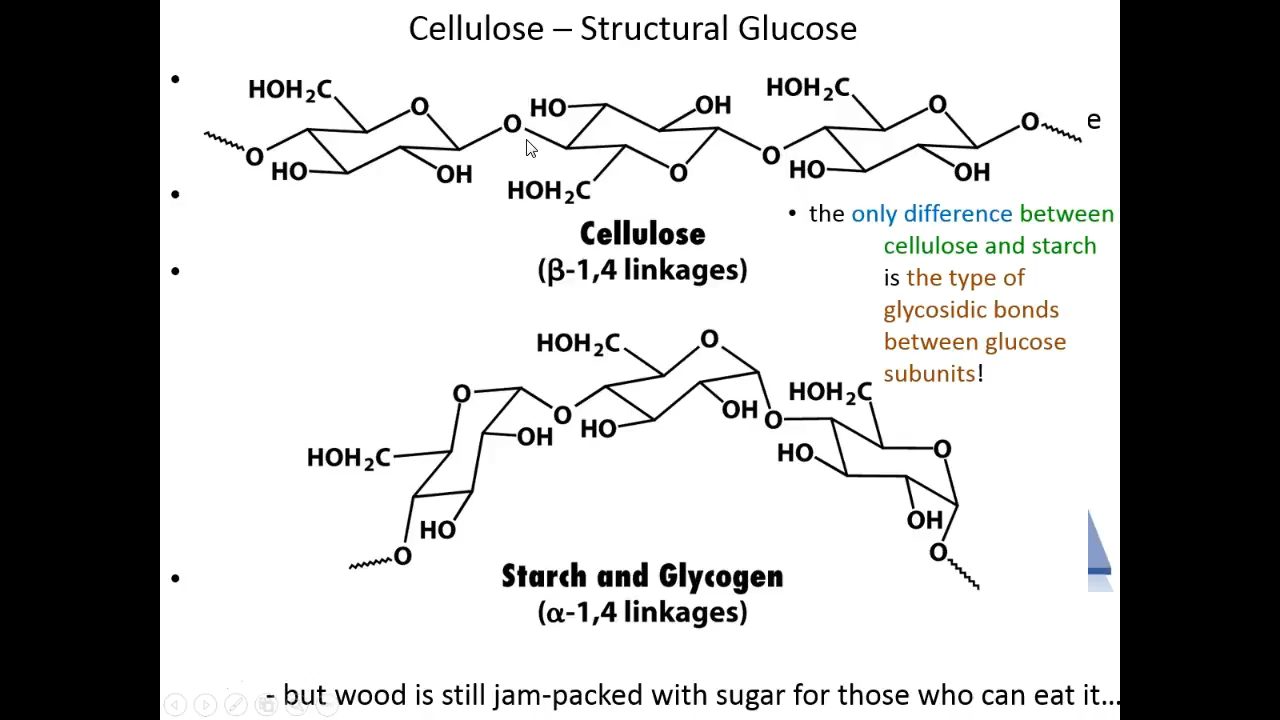 Cellulose – Structural Glucose
•
HOH₂C O O HO OH HOH₂C O O e
O HO OH HOH₂C O O HO OH
•
• the only difference between
cellulose and starch
is the type of
glycosidic bonds
between glucose
subunits!
Cellulose
(β-1,4 linkages)
•
HOH₂C O
O O HO OH O HOH₂C
OH HO O
HOH₂C
HO OH
O O
•
Starch and Glycogen
(α-1,4 linkages)
- but wood is still jam-packed with sugar for those who can eat it...